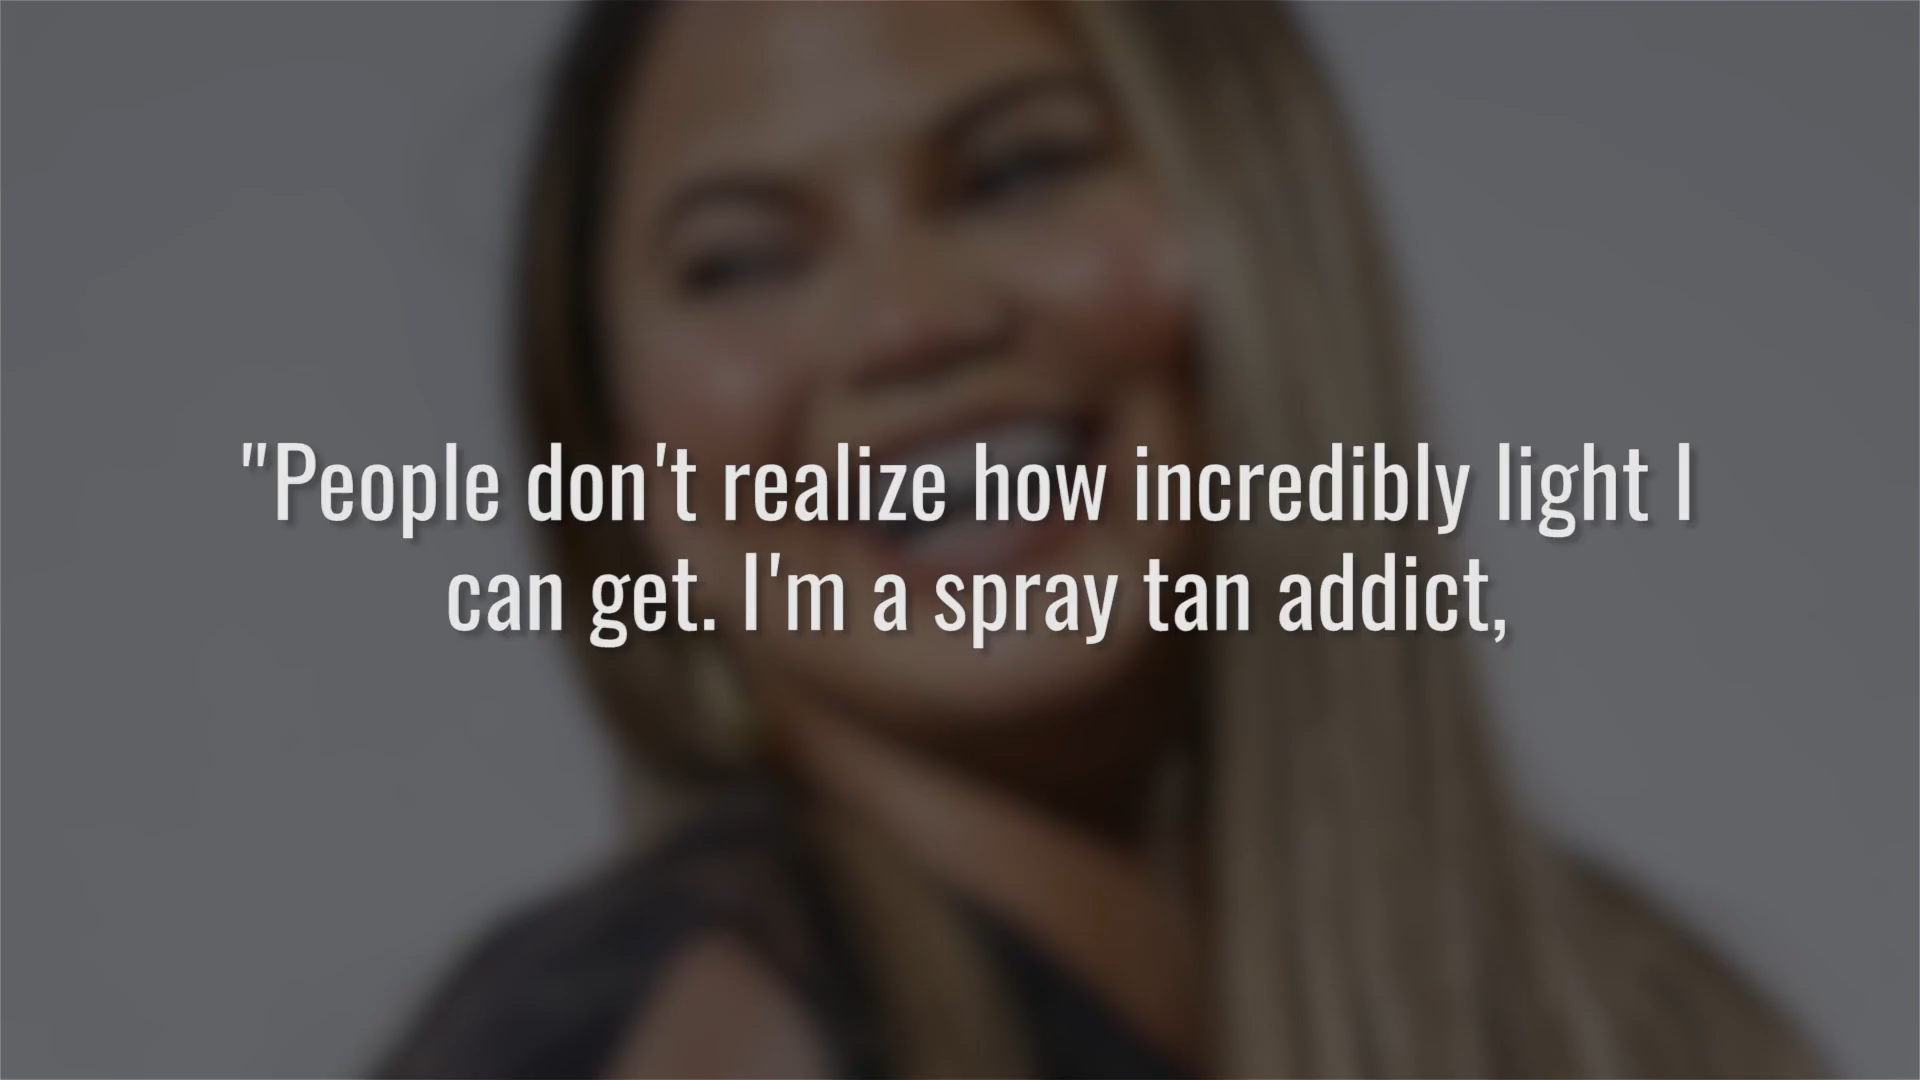 "People don't realize how incredibly light I
can get. I'm a spray tan addict,